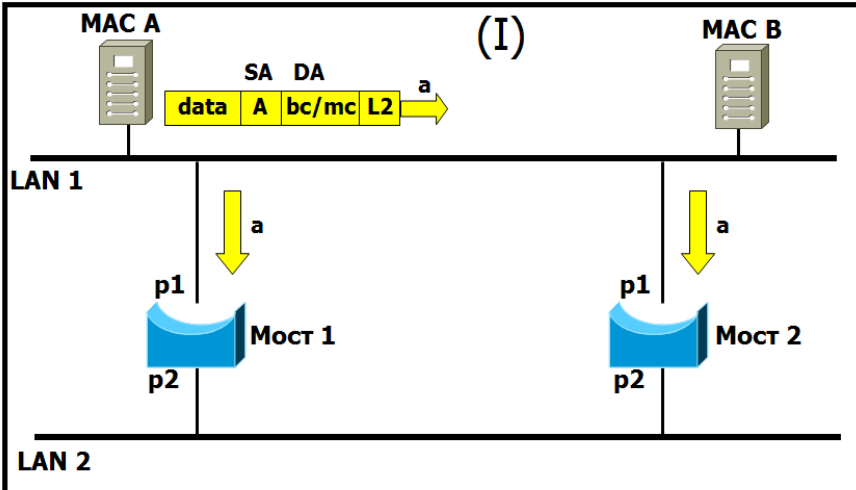 MAC A
(I)
MAC B
SA DA
a
data A bc/mc L2
LAN 1
a
a
p1
p1
Мост 1
Мост 2
p2
p2
LAN 2